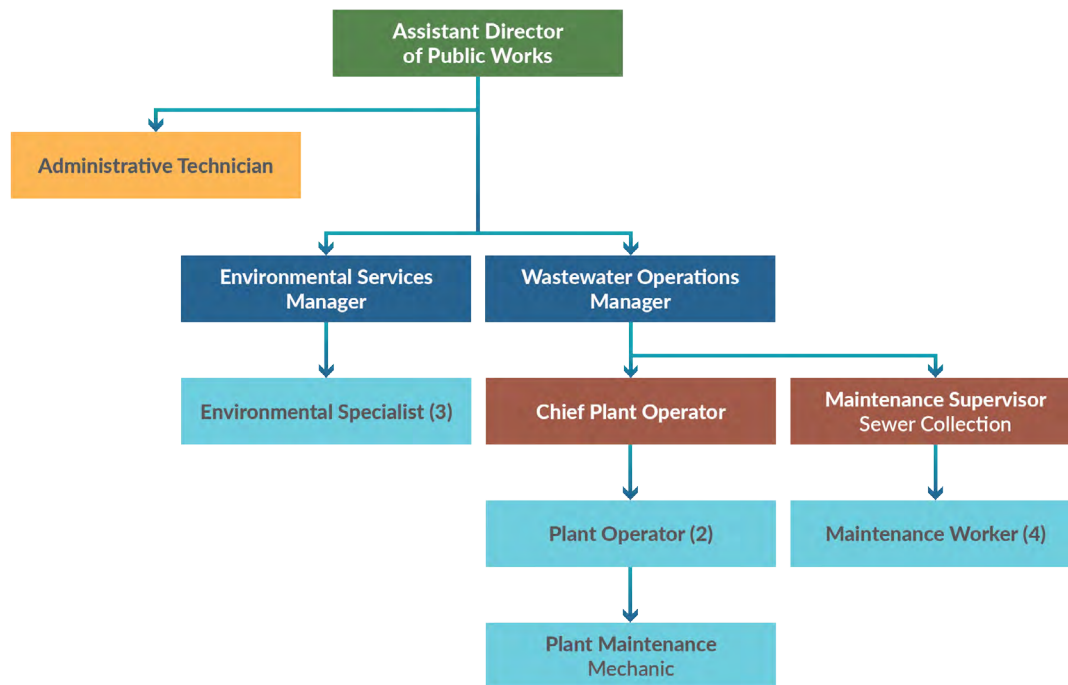 Assistant Director
of Public Works
Administrative Technician
Environmental Services
Manager
Wastewater Operations
Manager
Environmental Specialist (3)
Chief Plant Operator
Maintenance Supervisor
Sewer Collection
Plant Operator (2)
Maintenance Worker (4)
Plant Maintenance
Mechanic